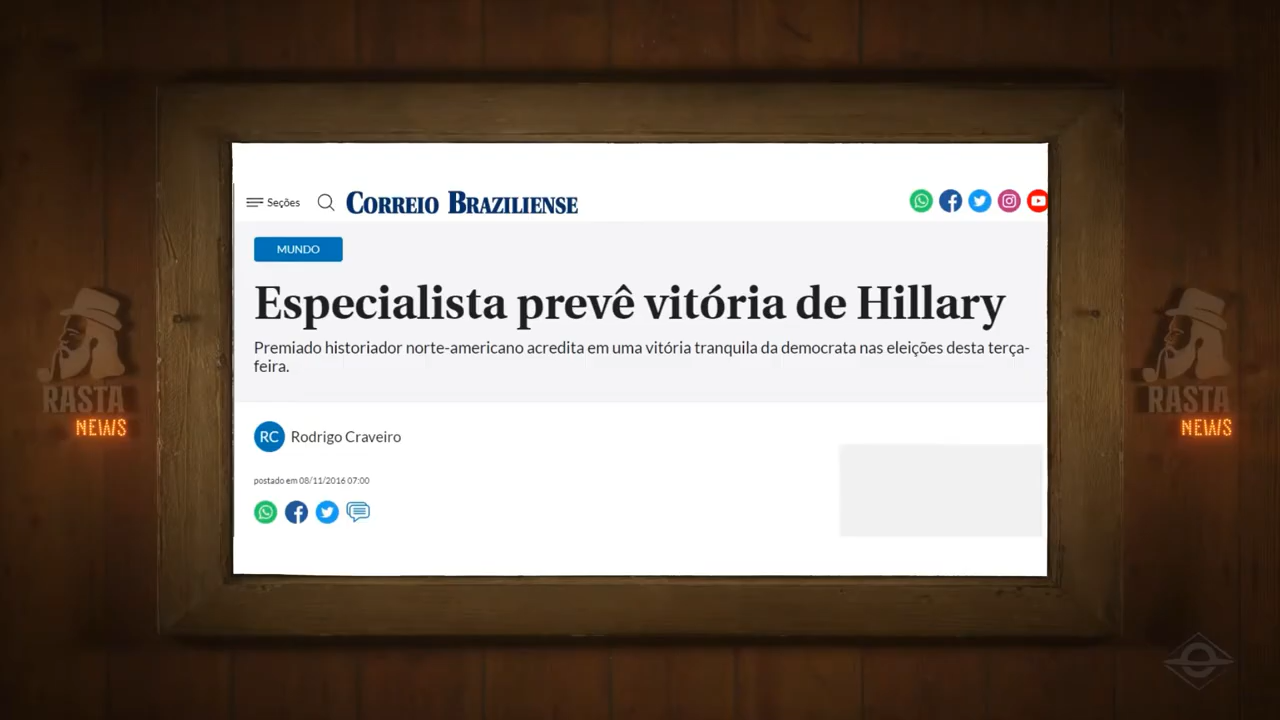 Seções
CORREIO BRAZILIENSE
MUNDO
Especialista prevê vitória de Hillary
Premiado historiador norte-americano acredita em uma vitória tranquila da democrata nas eleições desta terça-
feira.
RC Rodrigo Craveiro
postado em 08/11/2016 07:00
RASTA
NEWS
RASTA
NEWS